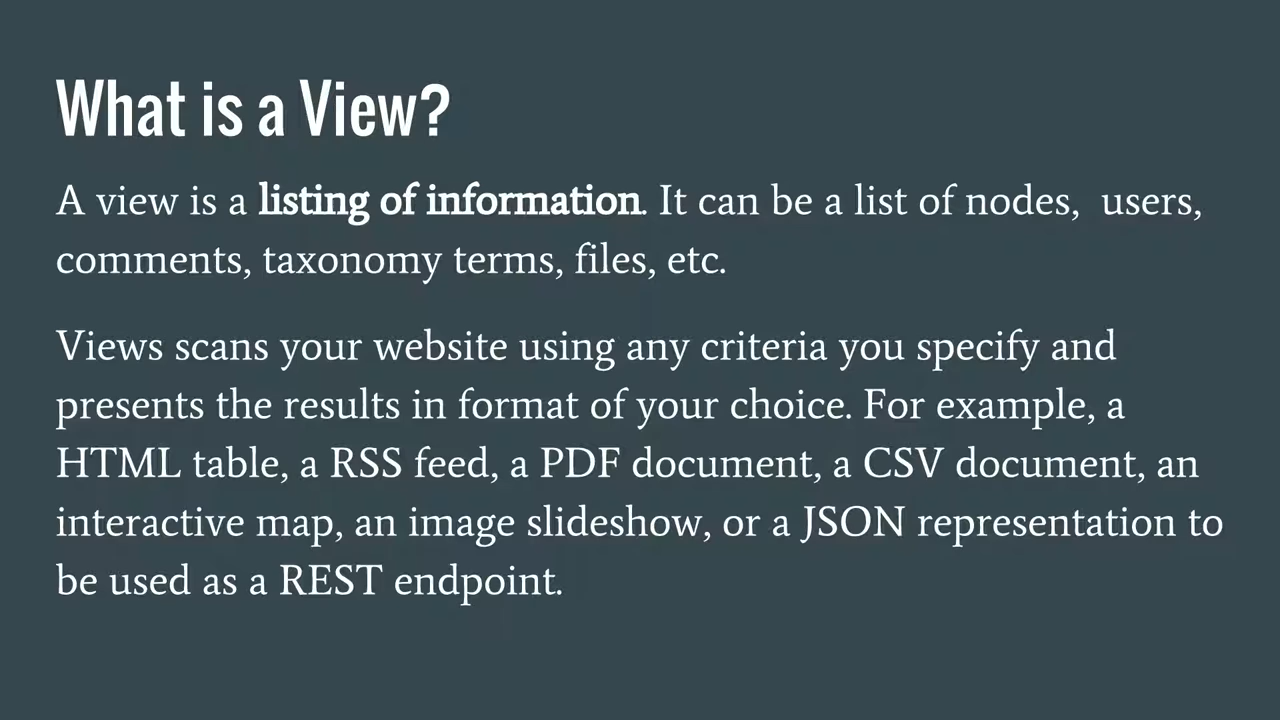 What is a View?
A view is a listing of information. It can be a list of nodes,  users,
comments, taxonomy terms, files, etc.
Views scans your website using any criteria you specify and
presents the results in format of your choice. For example, a
HTML table, a RSS feed, a PDF document, a CSV document, an
interactive map, an image slideshow, or a JSON representation to
be used as a REST endpoint.